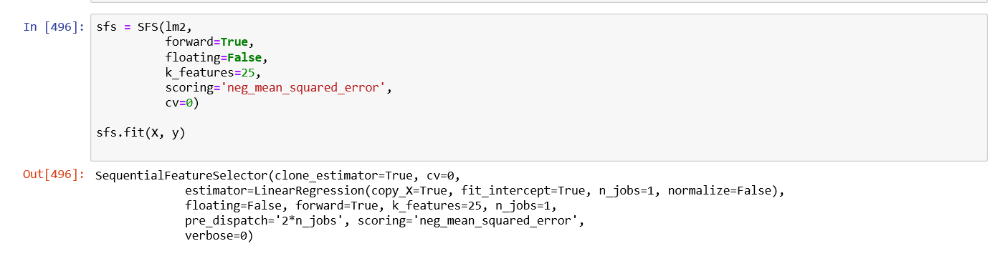 In [496]: sfs = SFS(lm2,
forward=True,
floating=False,
k_features=25,
scoring='neg_mean_squared_error',
cv=0)
sfs.fit(X, y)
Out[496]: SequentialFeatureSelector(clone_estimator=True, cv=0,
estimator=LinearRegression(copy_X=True, fit_intercept=True, n_jobs=1, normalize=False),
floating=False, forward=True, k_features=25, n_jobs=1,
pre_dispatch='2*n_jobs', scoring='neg_mean_squared_error',
verbose=0)